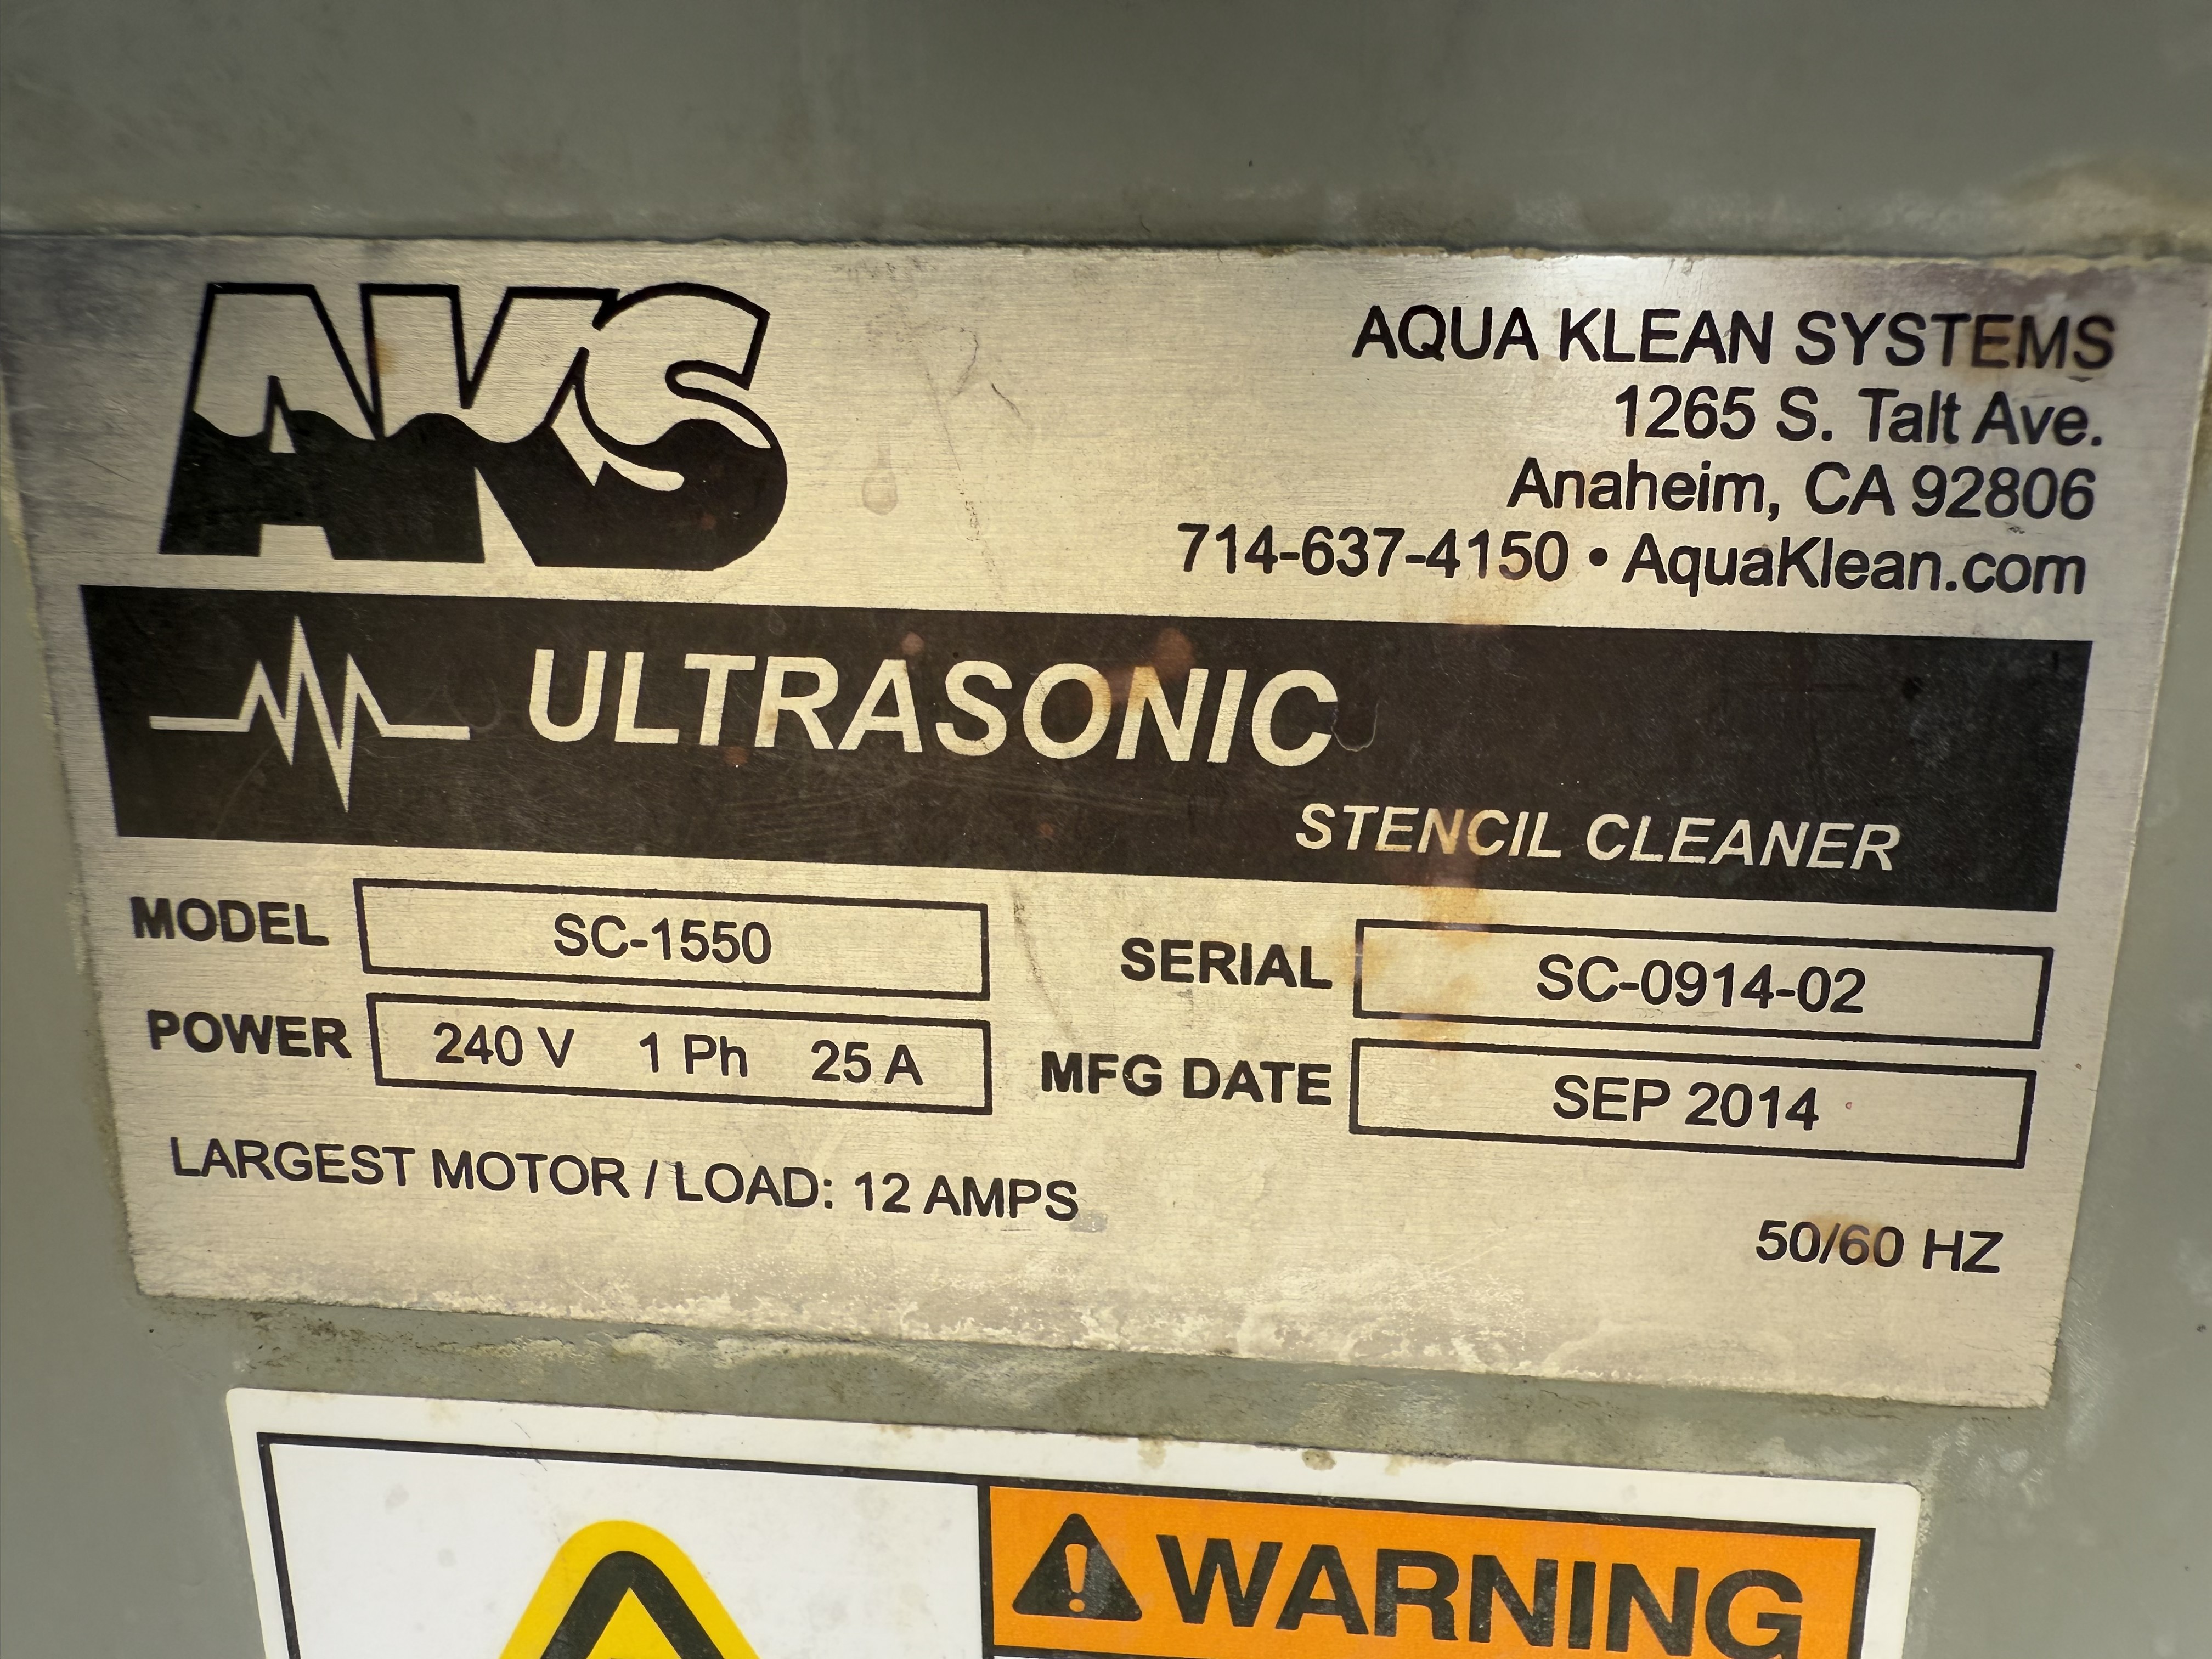 AKS
AQUA KLEAN SYSTEMS
1265 S. Talt Ave.
Anaheim, CA 92806
714-637-4150 • AquaKlean.com
ULTRASONIC
STENCIL CLEANER
MODEL SC-1550
SERIAL SC-0914-02
POWER 240 V 1 Ph 25 A
MFG DATE SEP 2014
LARGEST MOTOR / LOAD: 12 AMPS
50/60 HZ
WARNING